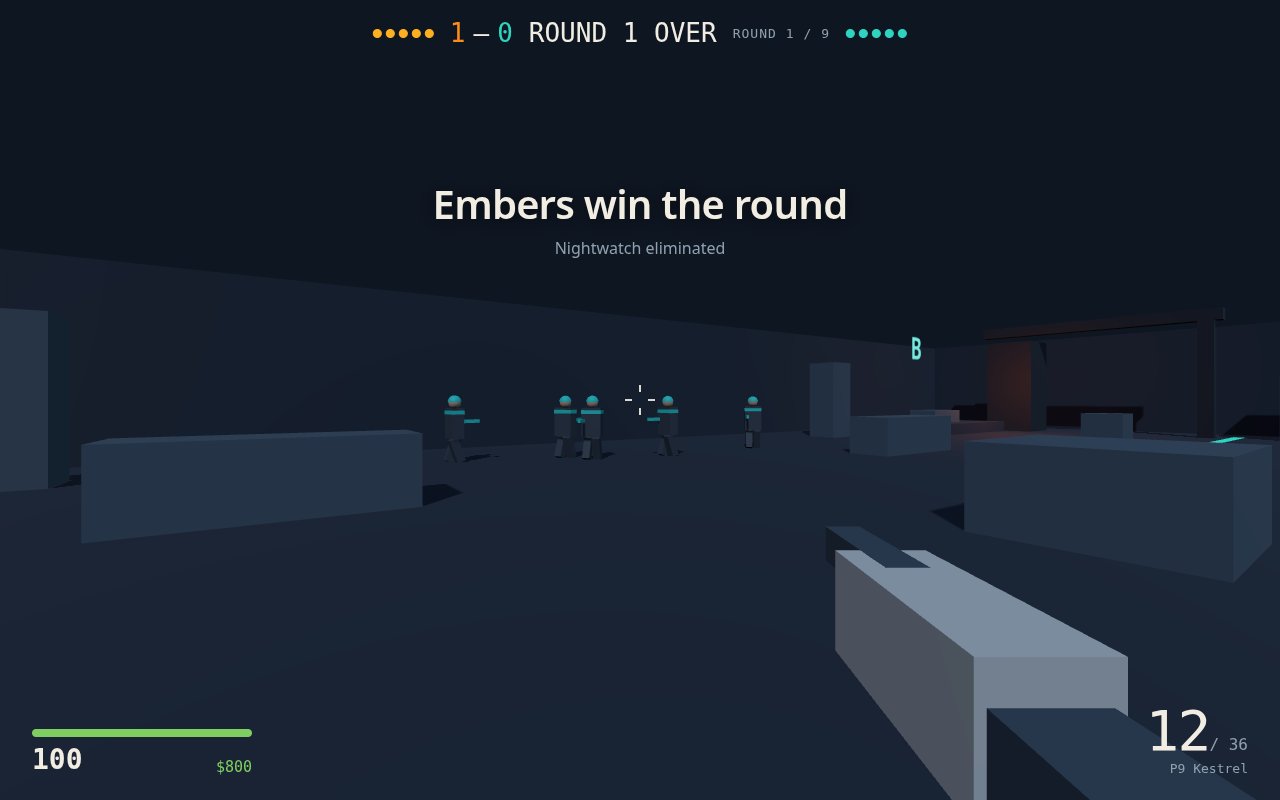 1 – 0 ROUND 1 OVER ROUND 1 / 9
Embers win the round
Nightwatch eliminated
B
100
$800
12 / 36
P9 Kestrel